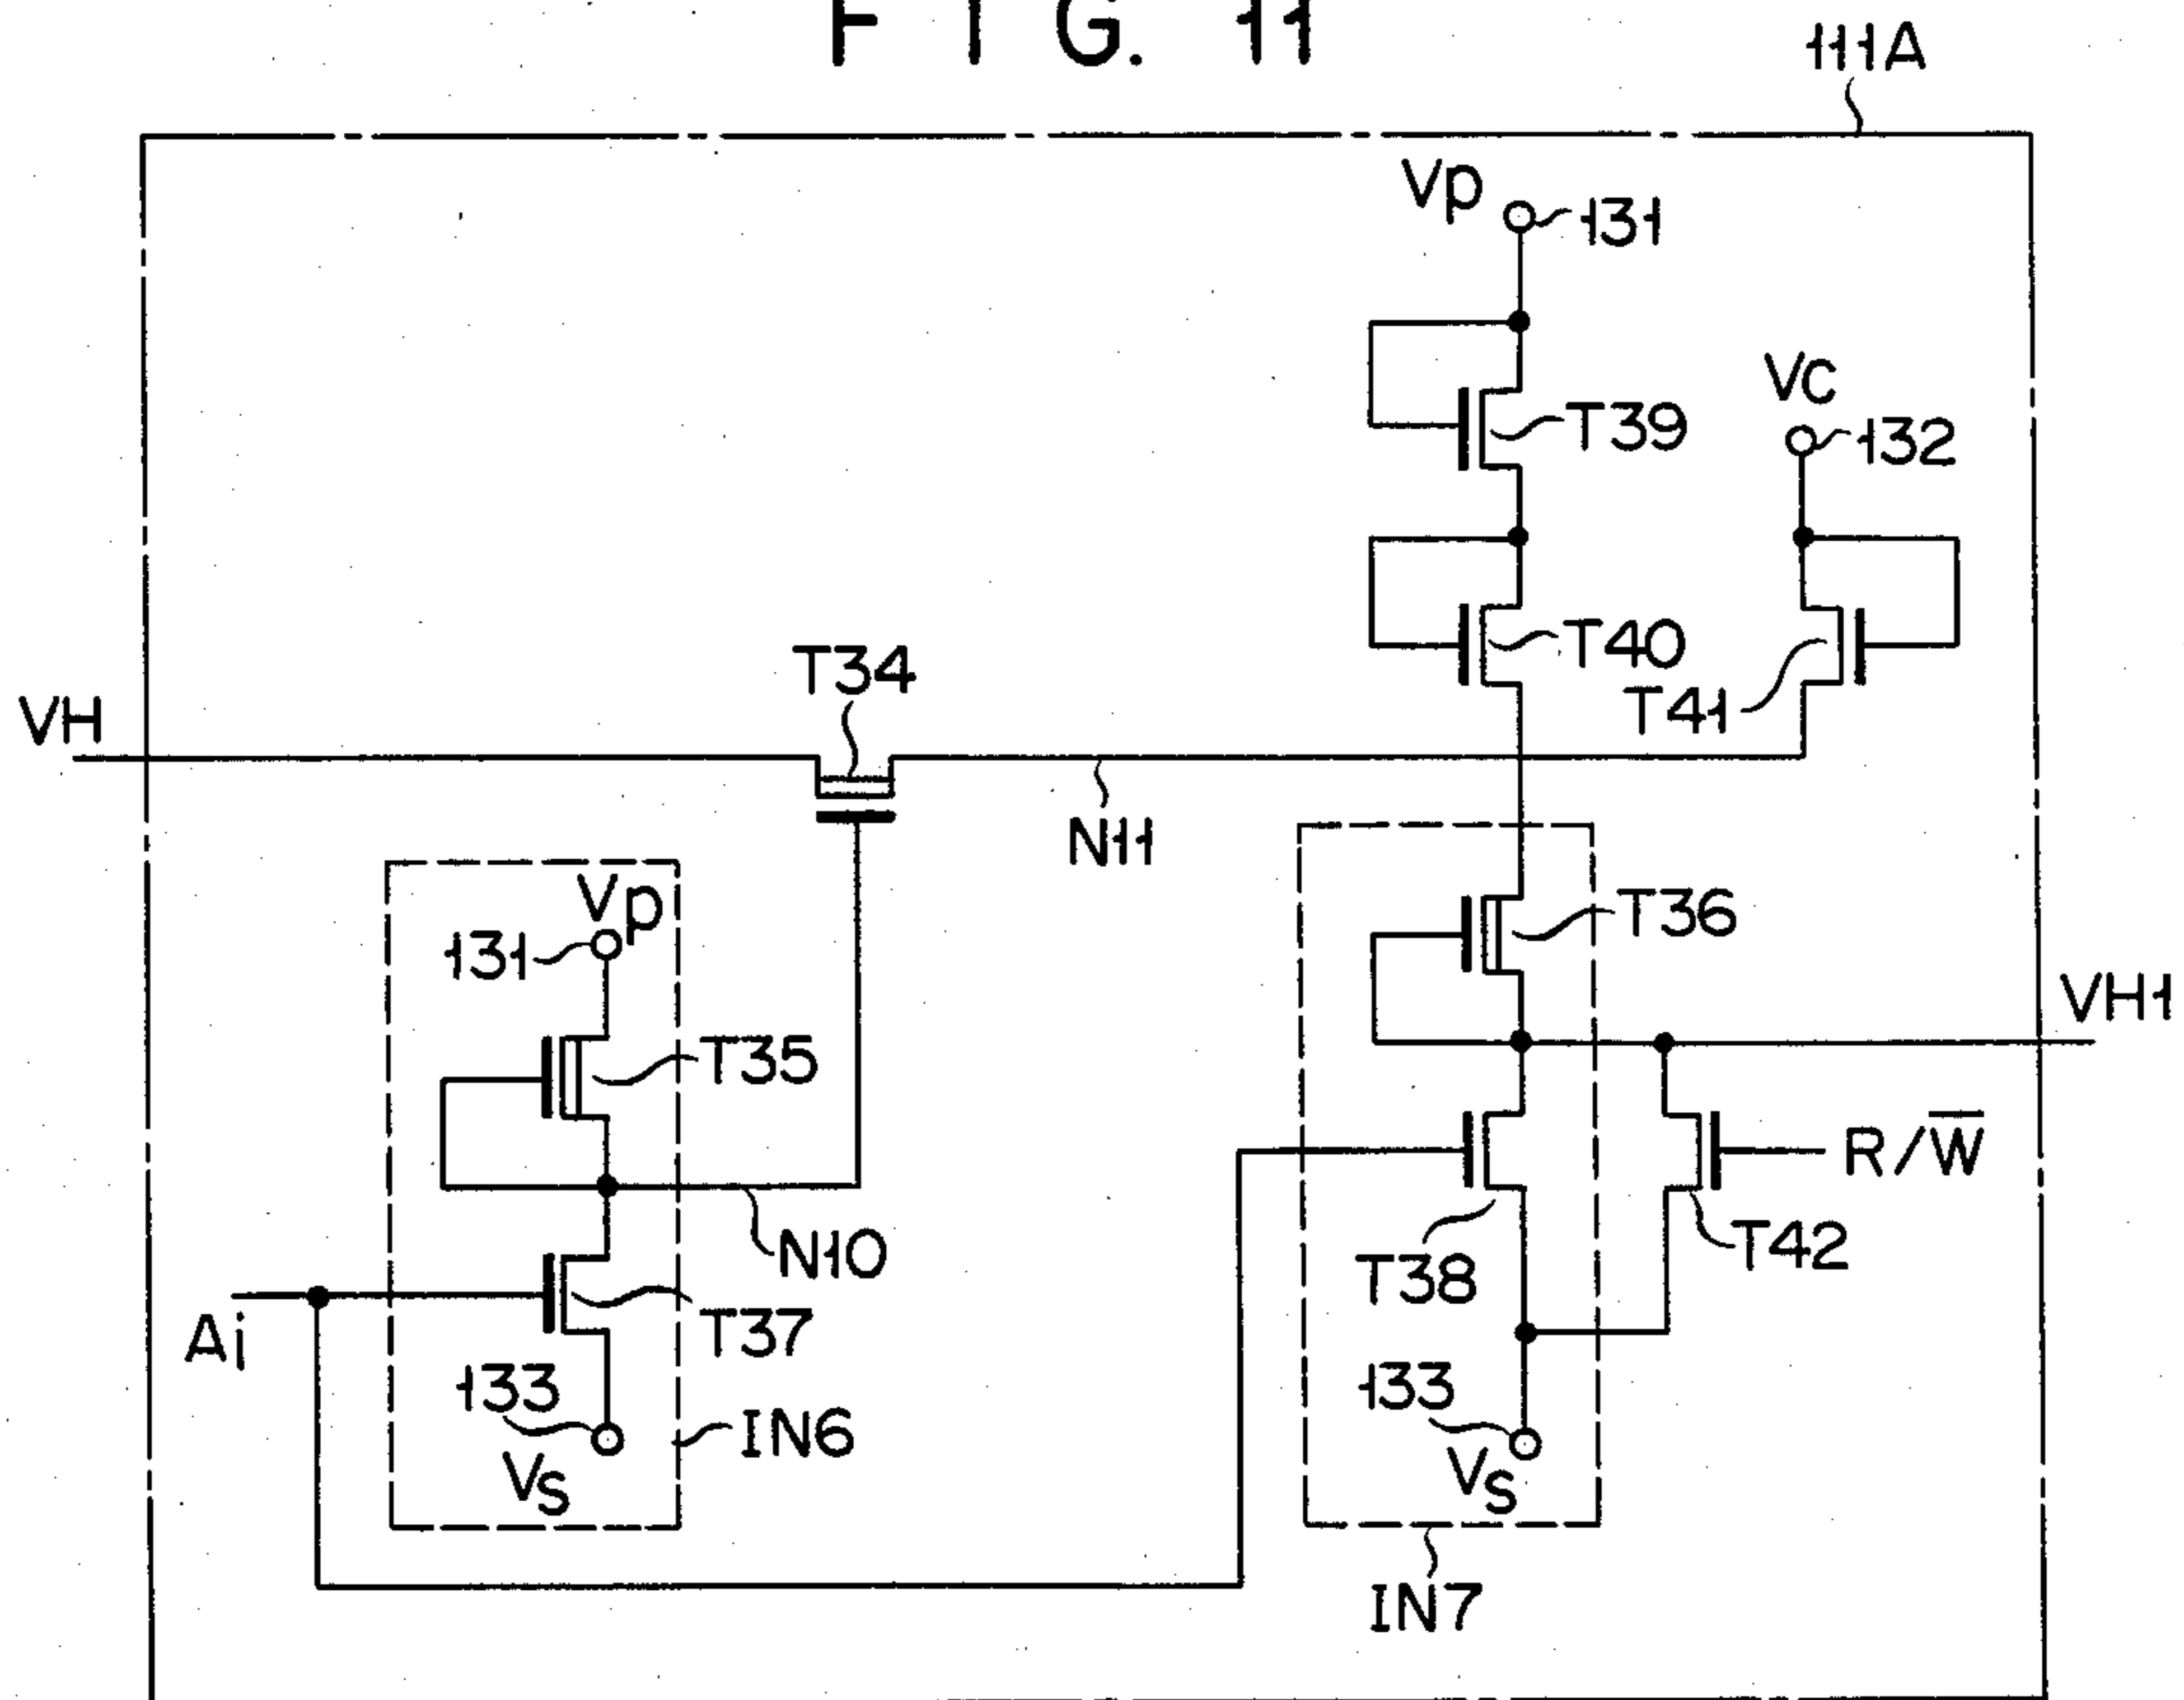 FIG. 11
111A
Vp
131
T39
VC
132
T34
T40
T41
VH
N11
Vp
131
T36
T35
VH1
R/W̅
N10
T38
T42
Ai
T37
133
133
IN6
Vs
Vs
IN7